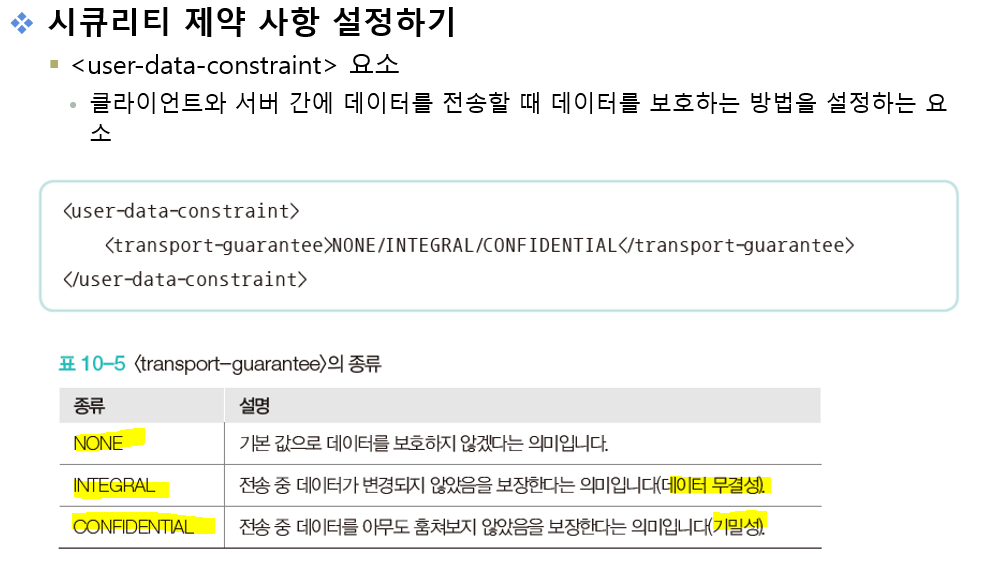 시큐리티 제약 사항 설정하기
<user-data-constraint> 요소
클라이언트와 서버 간에 데이터를 전송할 때 데이터를 보호하는 방법을 설정하는 요
소
<user-data-constraint>
<transport-guarantee>NONE/INTEGRAL/CONFIDENTIAL</transport-guarantee>
</user-data-constraint>
표 10-5 <transport-guarantee>의 종류
종류 설명
NONE 기본 값으로 데이터를 보호하지 않겠다는 의미입니다.
INTEGRAL 전송 중 데이터가 변경되지 않았음을 보장한다는 의미입니다(데이터 무결성).
CONFIDENTIAL 전송 중 데이터를 아무도 훔쳐보지 않았음을 보장한다는 의미입니다(기밀성).